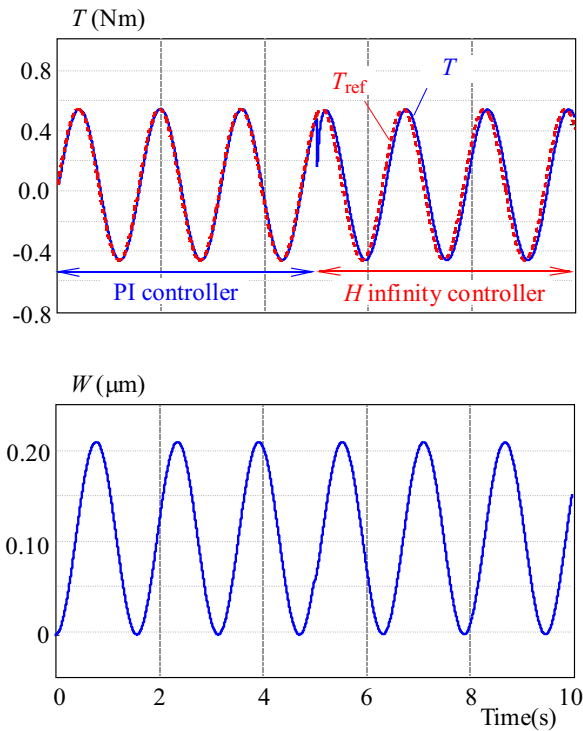 T (Nm)
0.8
0.4
0.0
-0.4
-0.8
T_ref
T
PI controller
H infinity controller
W (μm)
0.20
0.10
0
0 2 4 6 8 10
Time(s)